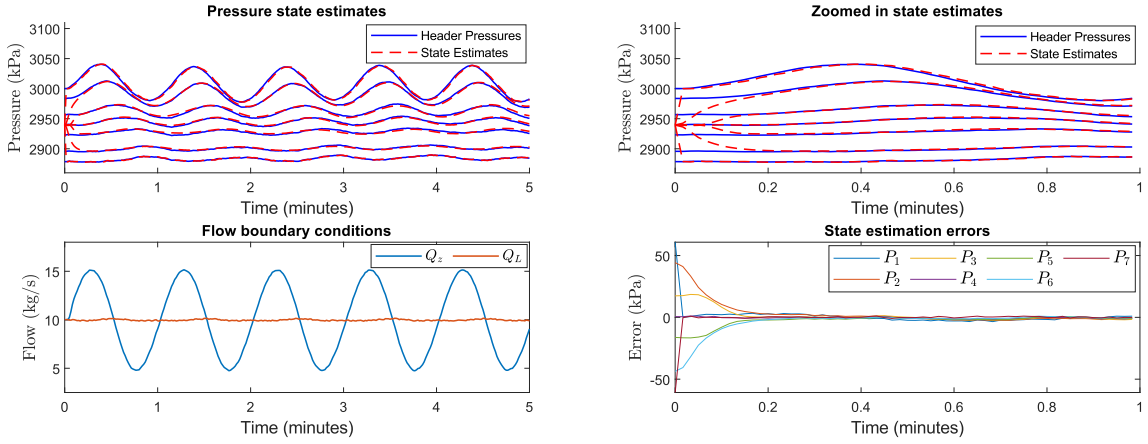 Pressure state estimates
3100
3050
3000
2950
2900
Pressure (kPa)
Header Pressures
State Estimates
0 1 2 3 4 5
Time (minutes)
Zoomed in state estimates
3100
3050
3000
2950
2900
Pressure (kPa)
Header Pressures
State Estimates
0 0.2 0.4 0.6 0.8 1
Time (minutes)
Flow boundary conditions
15
10
5
Flow (kg/s)
Q_z Q_L
0 1 2 3 4 5
Time (minutes)
State estimation errors
50
0
-50
Error (kPa)
P_1 P_3 P_5 P_7
P_2 P_4 P_6
0 0.2 0.4 0.6 0.8 1
Time (minutes)